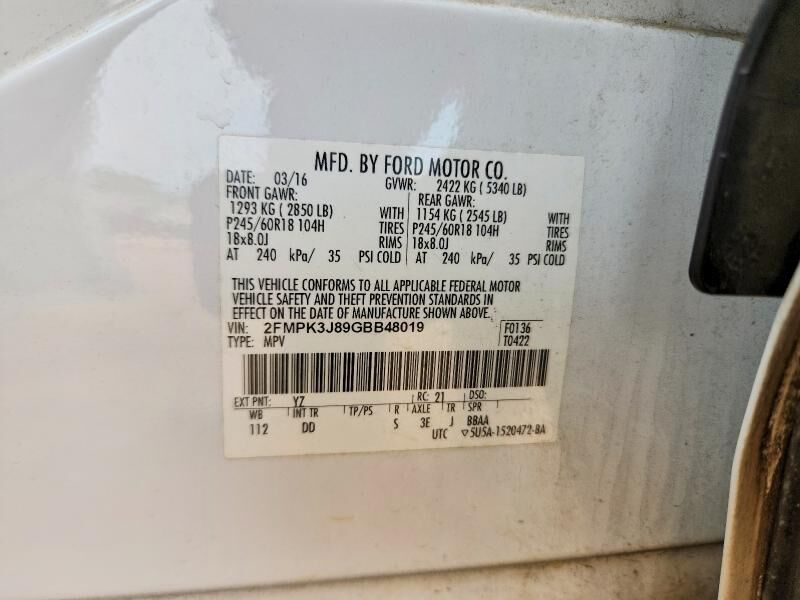 MFD. BY FORD MOTOR CO.
DATE: 03/16 GVWR: 2422 KG ( 5340 LB)
FRONT GAWR: REAR GAWR:
1293 KG ( 2850 LB) WITH 1154 KG ( 2545 LB) WITH
P245/60R18 104H TIRES P245/60R18 104H TIRES
18x8.0J RIMS 18x8.0J RIMS
AT 240 kPa/ 35 PSI COLD AT 240 kPa/ 35 PSI COLD
THIS VEHICLE CONFORMS TO ALL APPLICABLE FEDERAL MOTOR
VEHICLE SAFETY AND THEFT PREVENTION STANDARDS IN
EFFECT ON THE DATE OF MANUFACTURE SHOWN ABOVE.
VIN: 2FMPK3J89GBB48019 F0136
TYPE: MPV T0422
EXT PNT: YZ RC: 21 DSO:
WB INT TR TP/PS R AXLE TR SPR
112 DD S 3E J BBAA
UTC ▽5U5A-1520472-BA